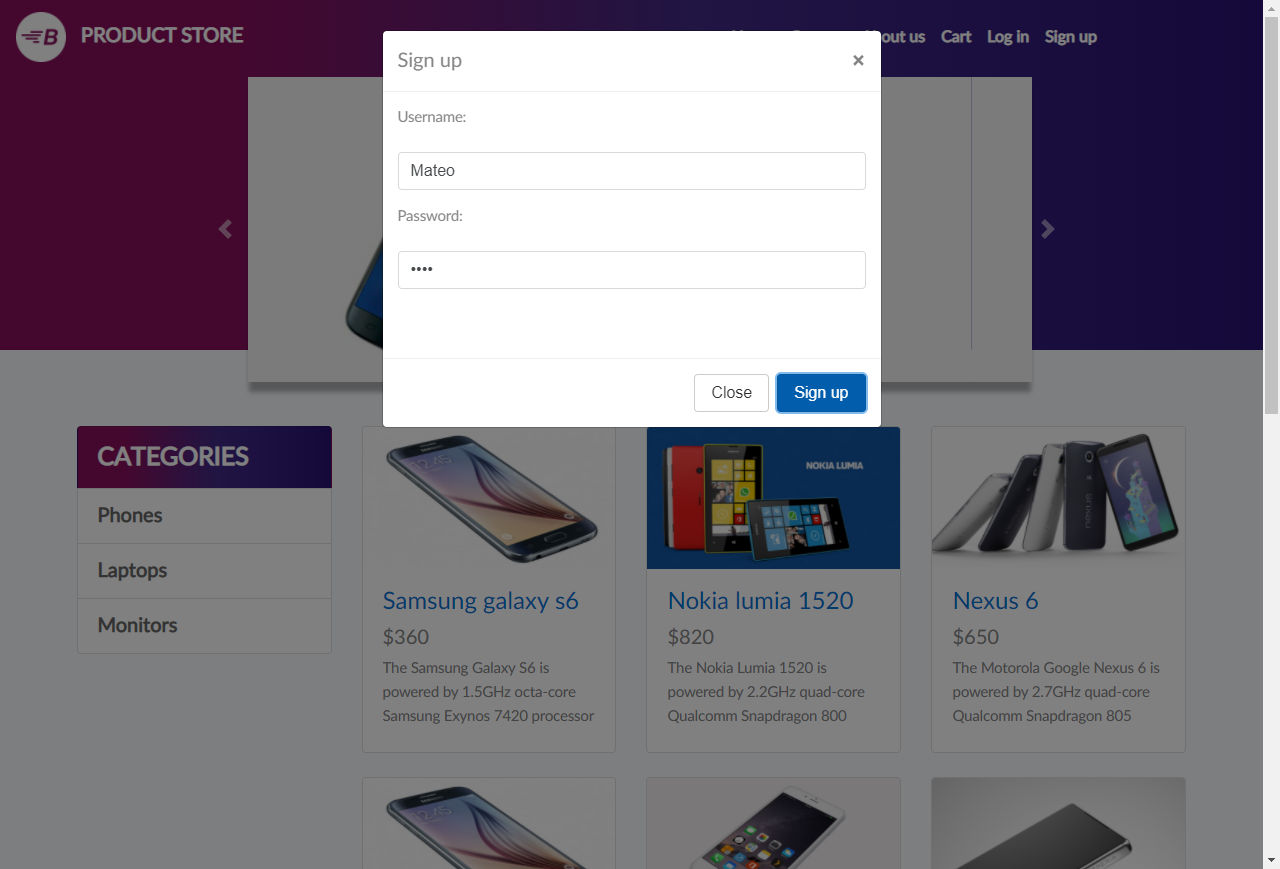 B PRODUCT STORE
out us Cart Log in Sign up
Sign up ×
Username:
Mateo
Password:
••••
Close Sign up
CATEGORIES
Phones
Laptops
Monitors
NOKIA LUMIA
nexus
Samsung galaxy s6
$360
The Samsung Galaxy S6 is
powered by 1.5GHz octa-core
Samsung Exynos 7420 processor
Nokia lumia 1520
$820
The Nokia Lumia 1520 is
powered by 2.2GHz quad-core
Qualcomm Snapdragon 800
Nexus 6
$650
The Motorola Google Nexus 6 is
powered by 2.7GHz quad-core
Qualcomm Snapdragon 805